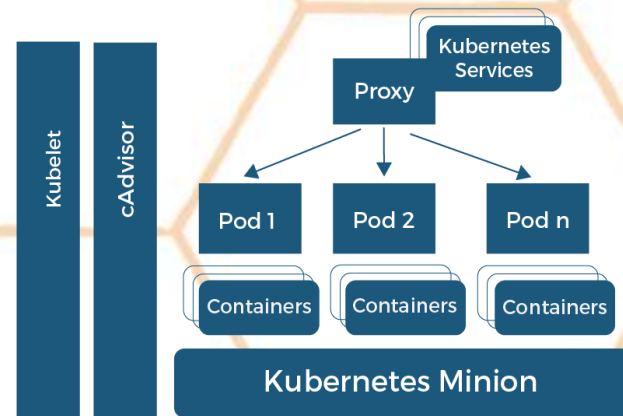 Kubelet
cAdvisor
Kubernetes
Services
Proxy
Pod 1
Pod 2
Pod n
Containers
Containers
Containers
Kubernetes Minion